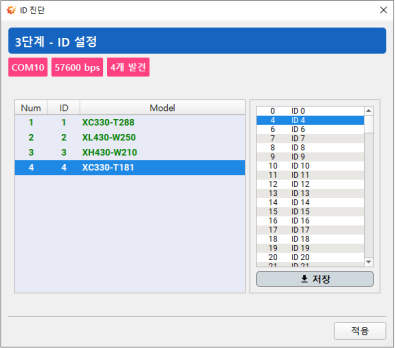 ID 진단
3단계 - ID 설정
COM10 57600 bps 4개 발견
Num ID Model
1 1 XC330-T288
2 2 XL430-W250
3 3 XH430-W210
4 4 XC330-T181
0 ID 0
4 ID 4
6 ID 6
7 ID 7
8 ID 8
9 ID 9
10 ID 10
11 ID 11
12 ID 12
13 ID 13
14 ID 14
15 ID 15
16 ID 16
17 ID 17
18 ID 18
19 ID 19
20 ID 20
21 ID 21
저장
적용